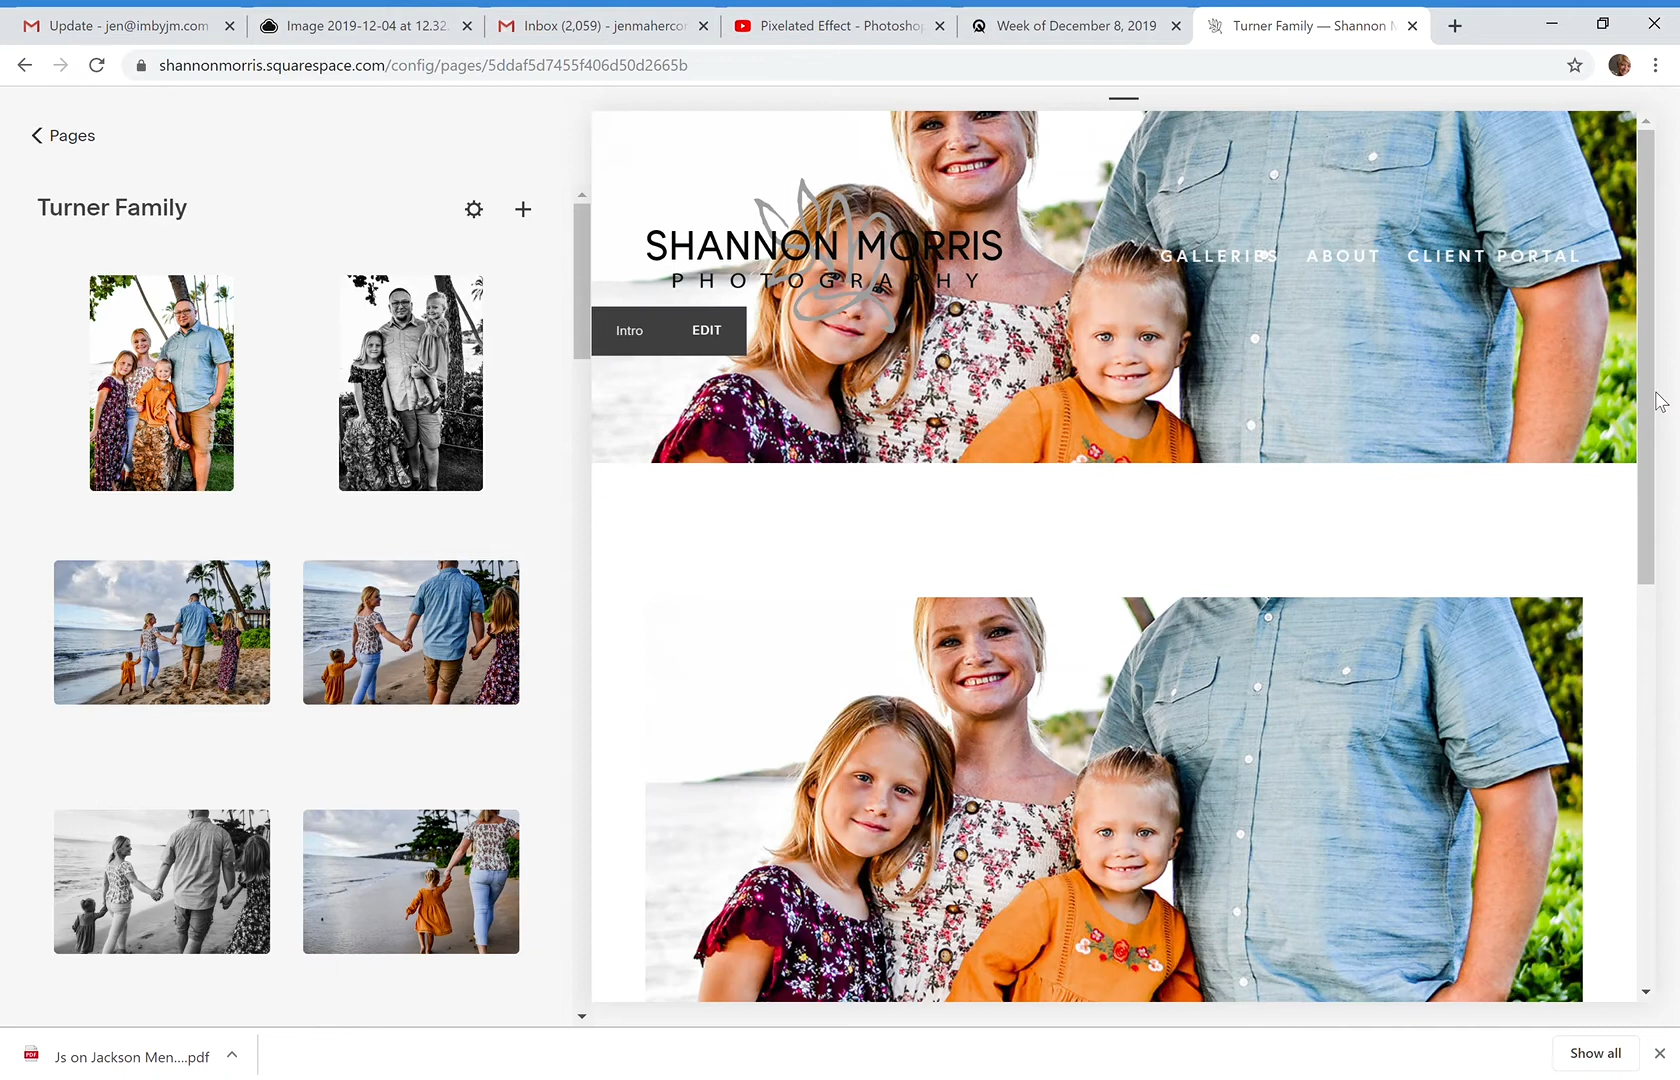 Update - jen@imbyjm.com
Image 2019-12-04 at 12.32.
Inbox (2,059) - jenmahercor
Pixelated Effect - Photoshop
Week of December 8, 2019
Turner Family — Shannon M
shannonmorris.squarespace.com/config/pages/5ddaf5d7455f406d50d2665b
Pages
Turner Family
SHANNON MORRIS
PHOTOGRAPHY
GALLERIES ABOUT CLIENT PORTAL
Intro EDIT
Js on Jackson Men....pdf
Show all